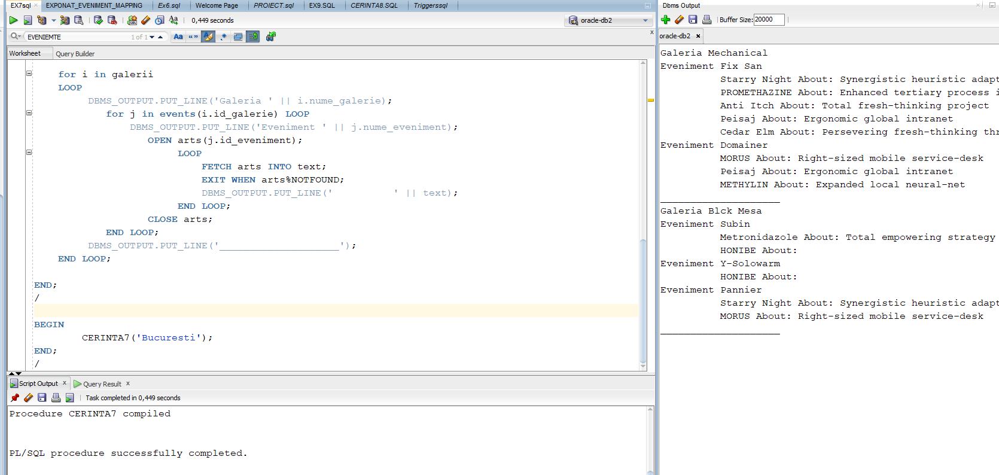 EX7sql EXPONAT_EVENIMENT_MAPPING Ex6.sql Welcome Page PROIECT.sql EX9.SQL CERINTA8.SQL Triggerssql
0,449 seconds
oracle-db2
EVENIEMTE 1 of 1
Aa “ ” .*
Worksheet Query Builder
for i in galerii
LOOP
DBMS_OUTPUT.PUT_LINE('Galeria ' || i.nume_galerie);
for j in events(i.id_galerie) LOOP
DBMS_OUTPUT.PUT_LINE('Eveniment ' || j.nume_eveniment);
OPEN arts(j.id_eveniment);
LOOP
FETCH arts INTO text;
EXIT WHEN arts%NOTFOUND;
DBMS_OUTPUT.PUT_LINE('          ' || text);
END LOOP;
CLOSE arts;
END LOOP;
DBMS_OUTPUT.PUT_LINE('____________________');
END LOOP;
END;
/
BEGIN
CERINTA7('Bucuresti');
END;
/
Script Output Query Result
Task completed in 0,449 seconds
Procedure CERINTA7 compiled
PL/SQL procedure successfully completed.
Dbms Output
Buffer Size: 20000
oracle-db2
Galeria Mechanical
Eveniment Fix San
Starry Night About: Synergistic heuristic adapt
PROMETHAZINE About: Enhanced tertiary process i
Anti Itch About: Total fresh-thinking project
Peisaj About: Ergonomic global intranet
Cedar Elm About: Persevering fresh-thinking thr
Eveniment Domainer
MORUS About: Right-sized mobile service-desk
Peisaj About: Ergonomic global intranet
METHYLIN About: Expanded local neural-net
____________________
Galeria Blck Mesa
Eveniment Subin
Metronidazole About: Total empowering strategy
HONIBE About:
Eveniment Y-Solowarm
HONIBE About:
Eveniment Pannier
Starry Night About: Synergistic heuristic adapt
MORUS About: Right-sized mobile service-desk
____________________